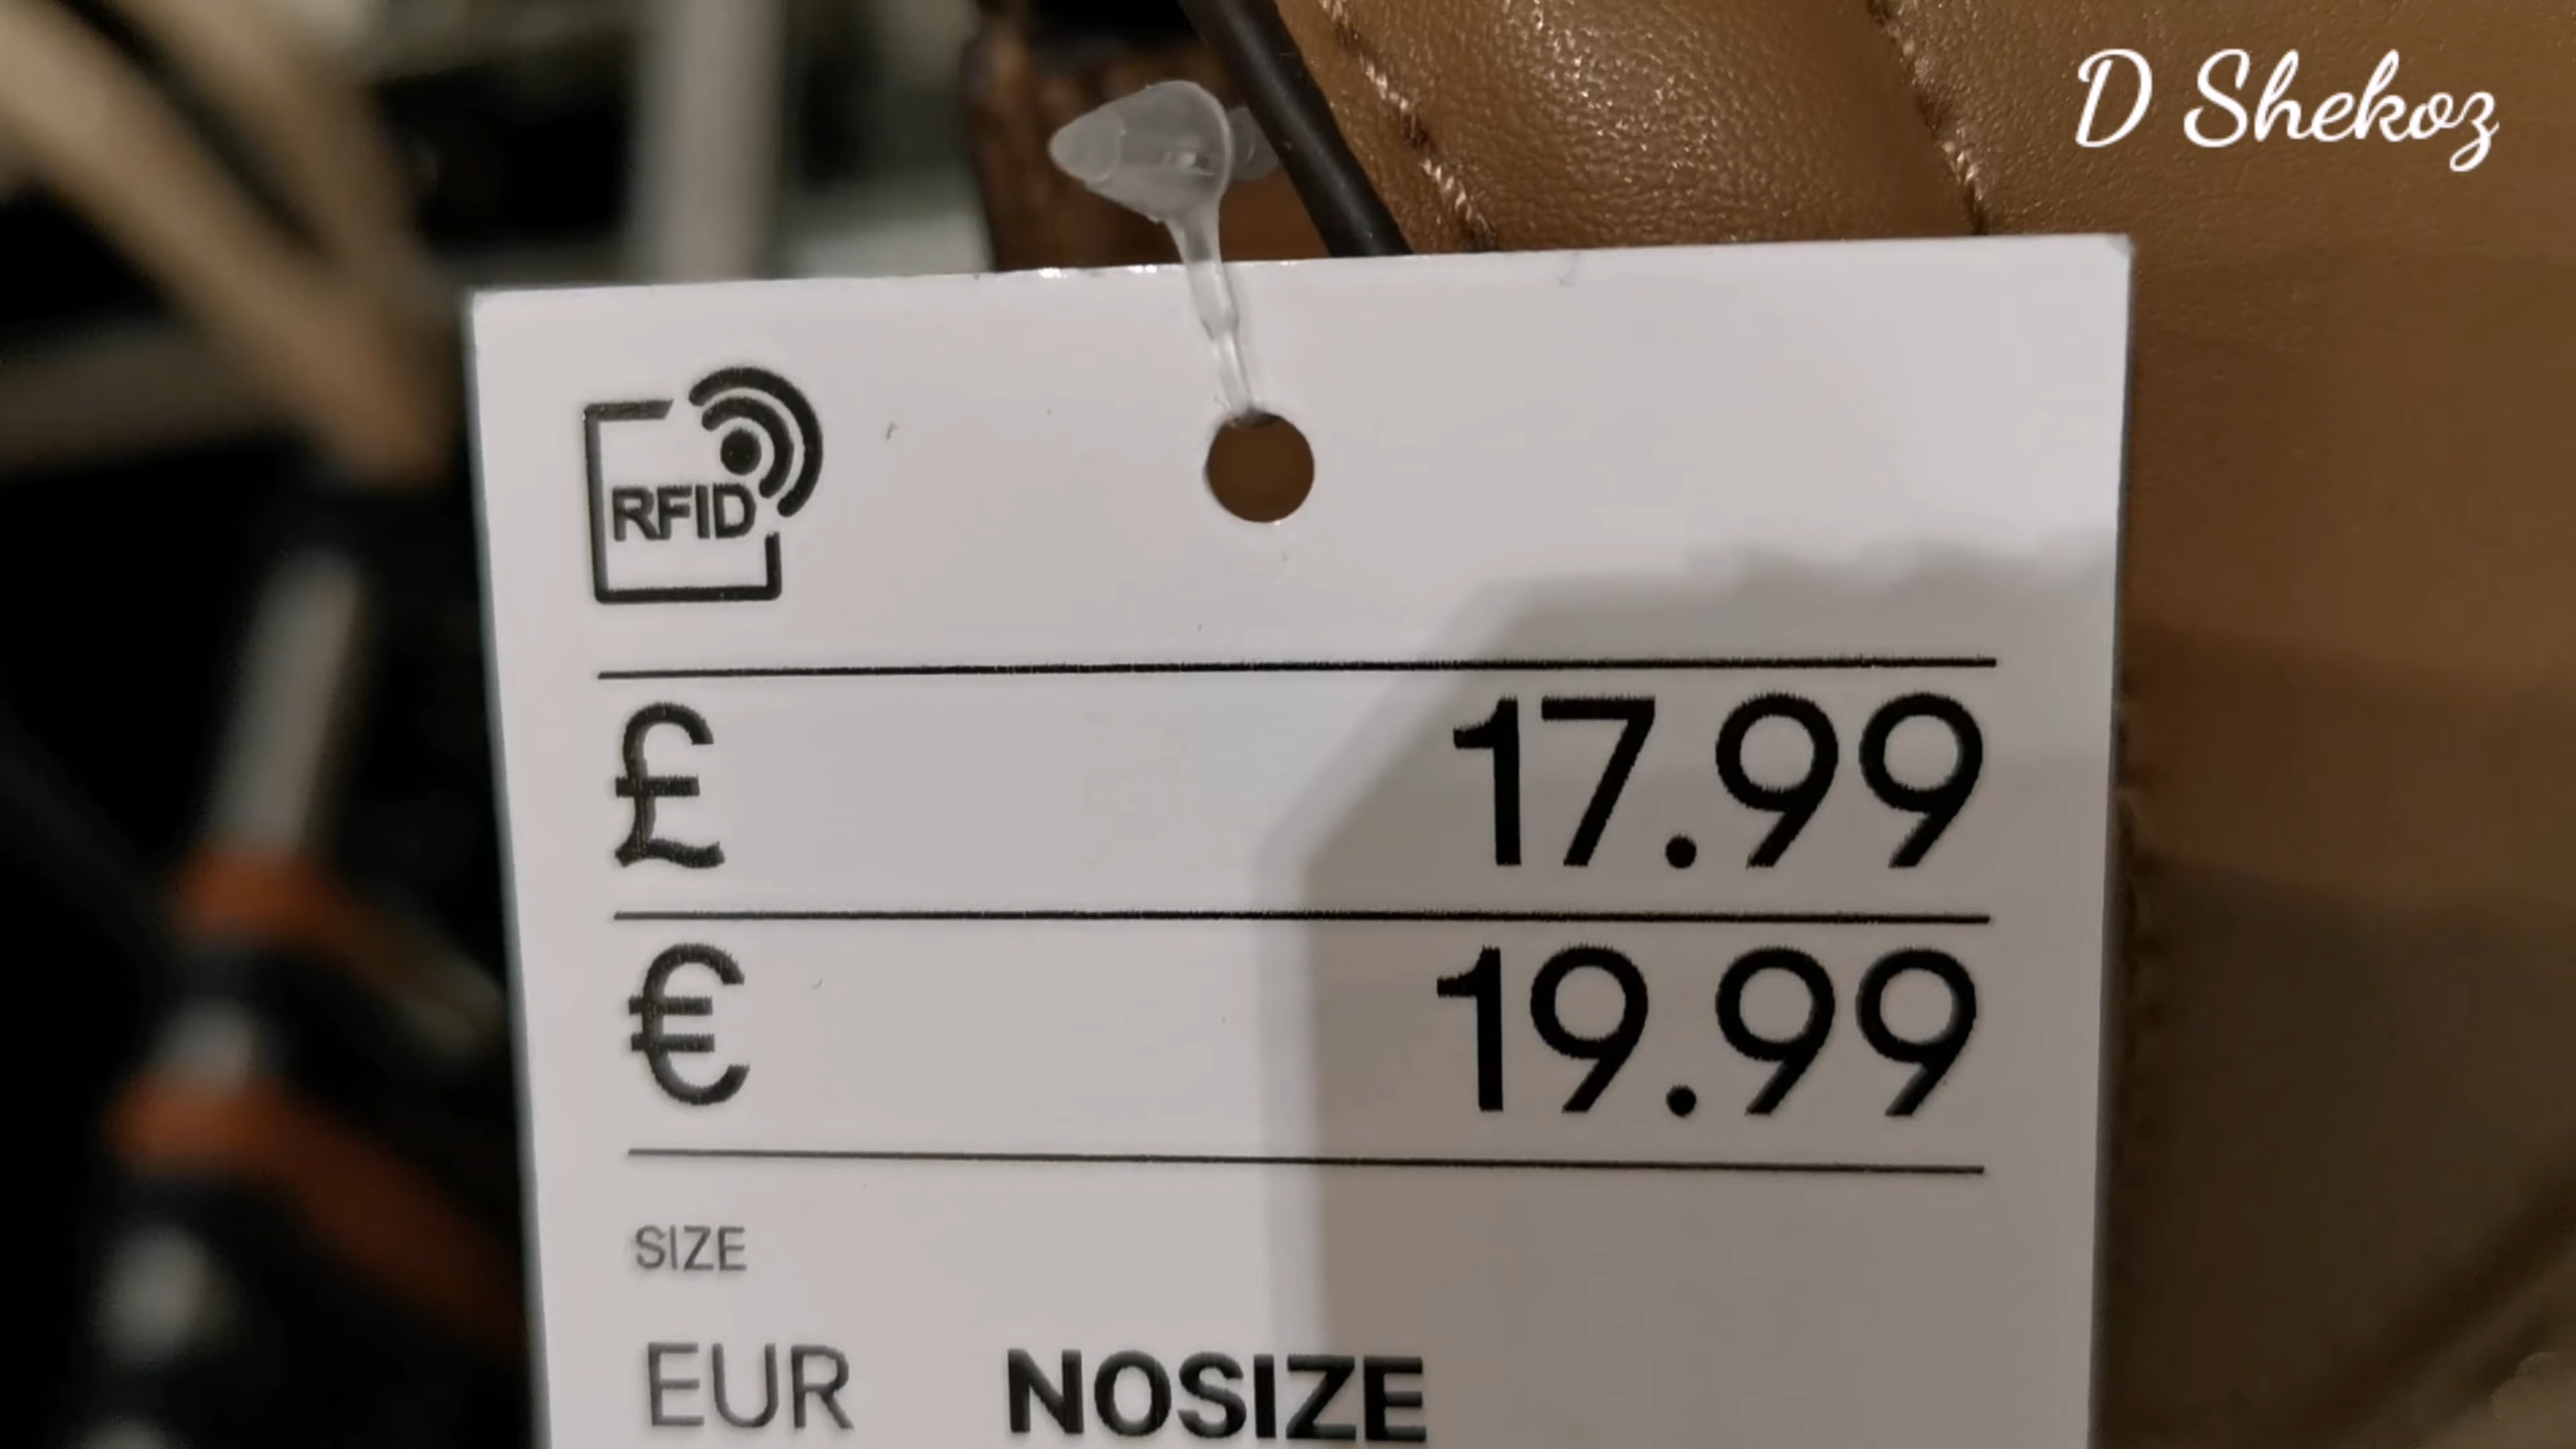 D Shekoz
RFID
£ 17.99
€ 19.99
SIZE
EUR NOSIZE